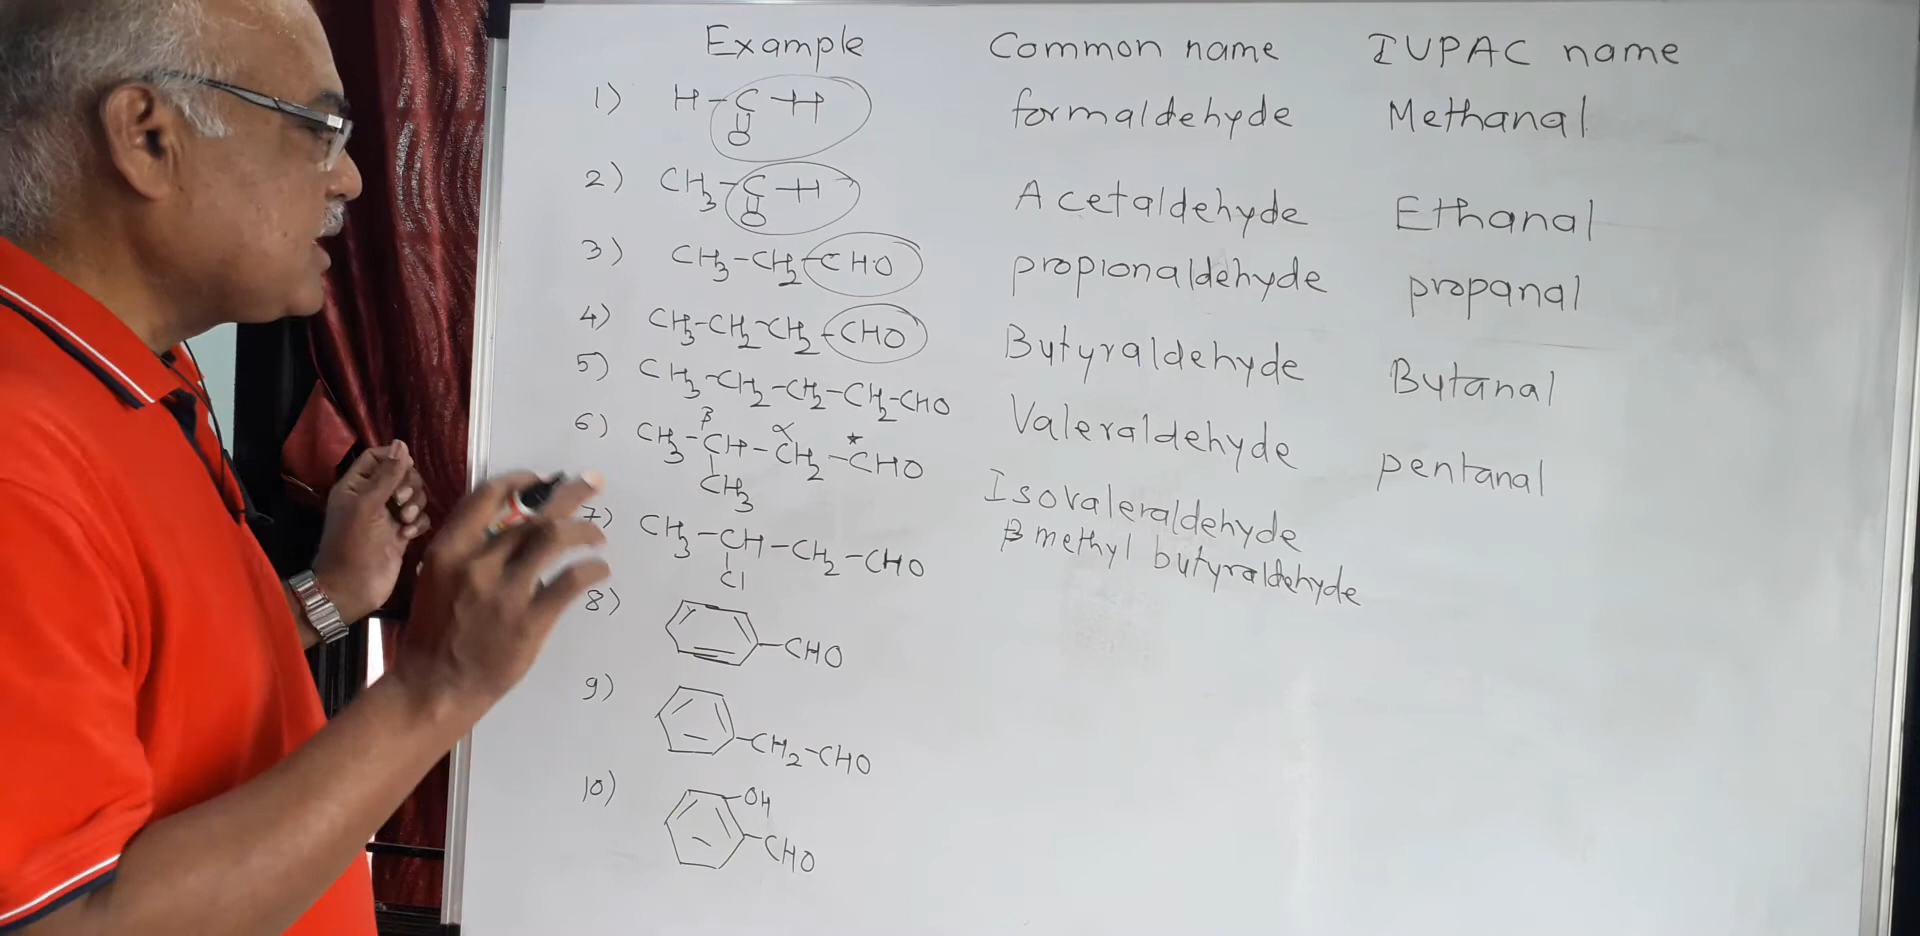 Example Common name IUPAC name
1) H-C-H formaldehyde Methanal
O
2) CH3-C-H Acetaldehyde Ethanal
O
3) CH3-CH2-CHO propionaldehyde propanal
4) CH3-CH2-CH2-CHO Butyraldehyde Butanal
5) CH3-CH2-CH2-CH2-CHO Valeraldehyde pentanal
β α *
6) CH3-CH-CH2-CHO Isovaleraldehyde
CH3 β methyl butyraldehyde
7) CH3-CH-CH2-CHO
Cl
8) -CHO
9) -CH2-CHO
10) -OH
-CHO